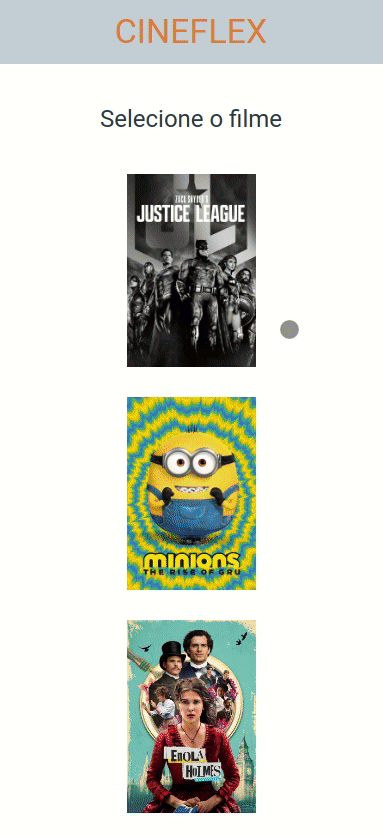 CINEFLEX
Selecione o filme
ZACK SNYDER'S
JUSTICE LEAGUE
MINIONS
THE RISE OF GRU
ENOLA
HOLMES